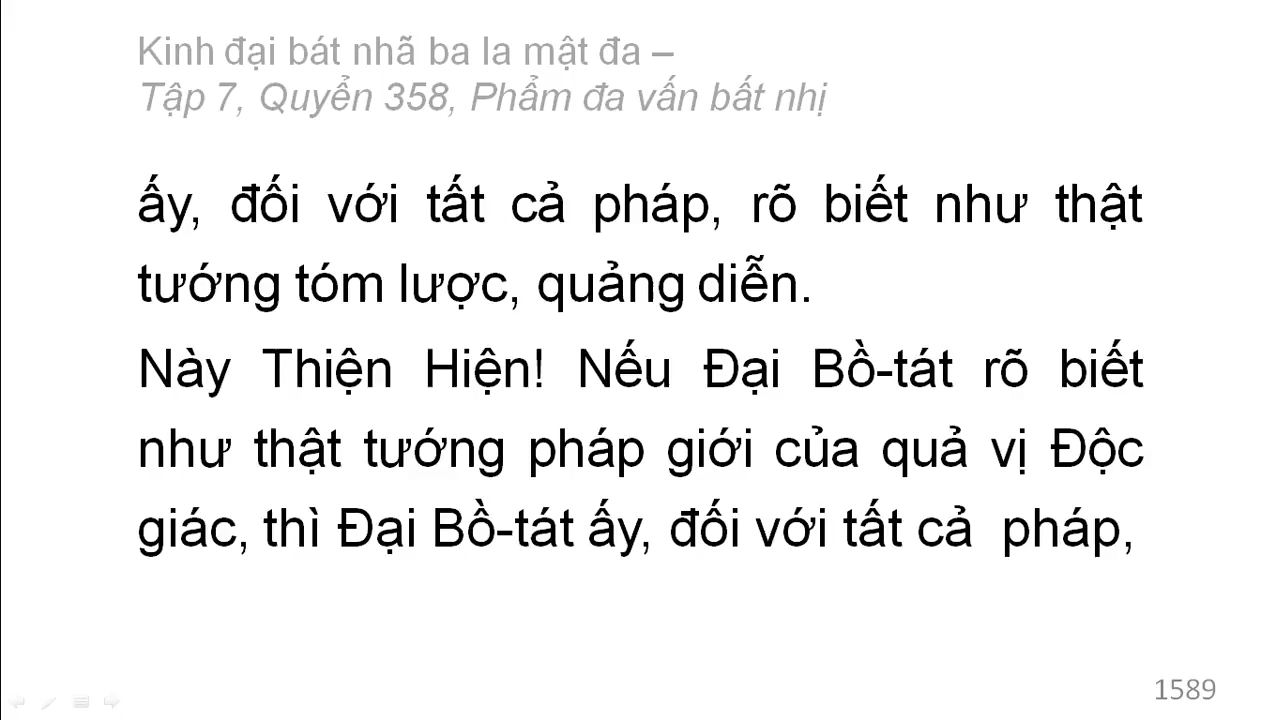 Kinh đại bát nhã ba la mật đa –
Tập 7, Quyển 358, Phẩm đa vấn bất nhị
ấy, đối với tất cả pháp, rõ biết như thật
tướng tóm lược, quảng diễn.
Này Thiện Hiện! Nếu Đại Bồ-tát rõ biết
như thật tướng pháp giới của quả vị Độc
giác, thì Đại Bồ-tát ấy, đối với tất cả pháp,
1589